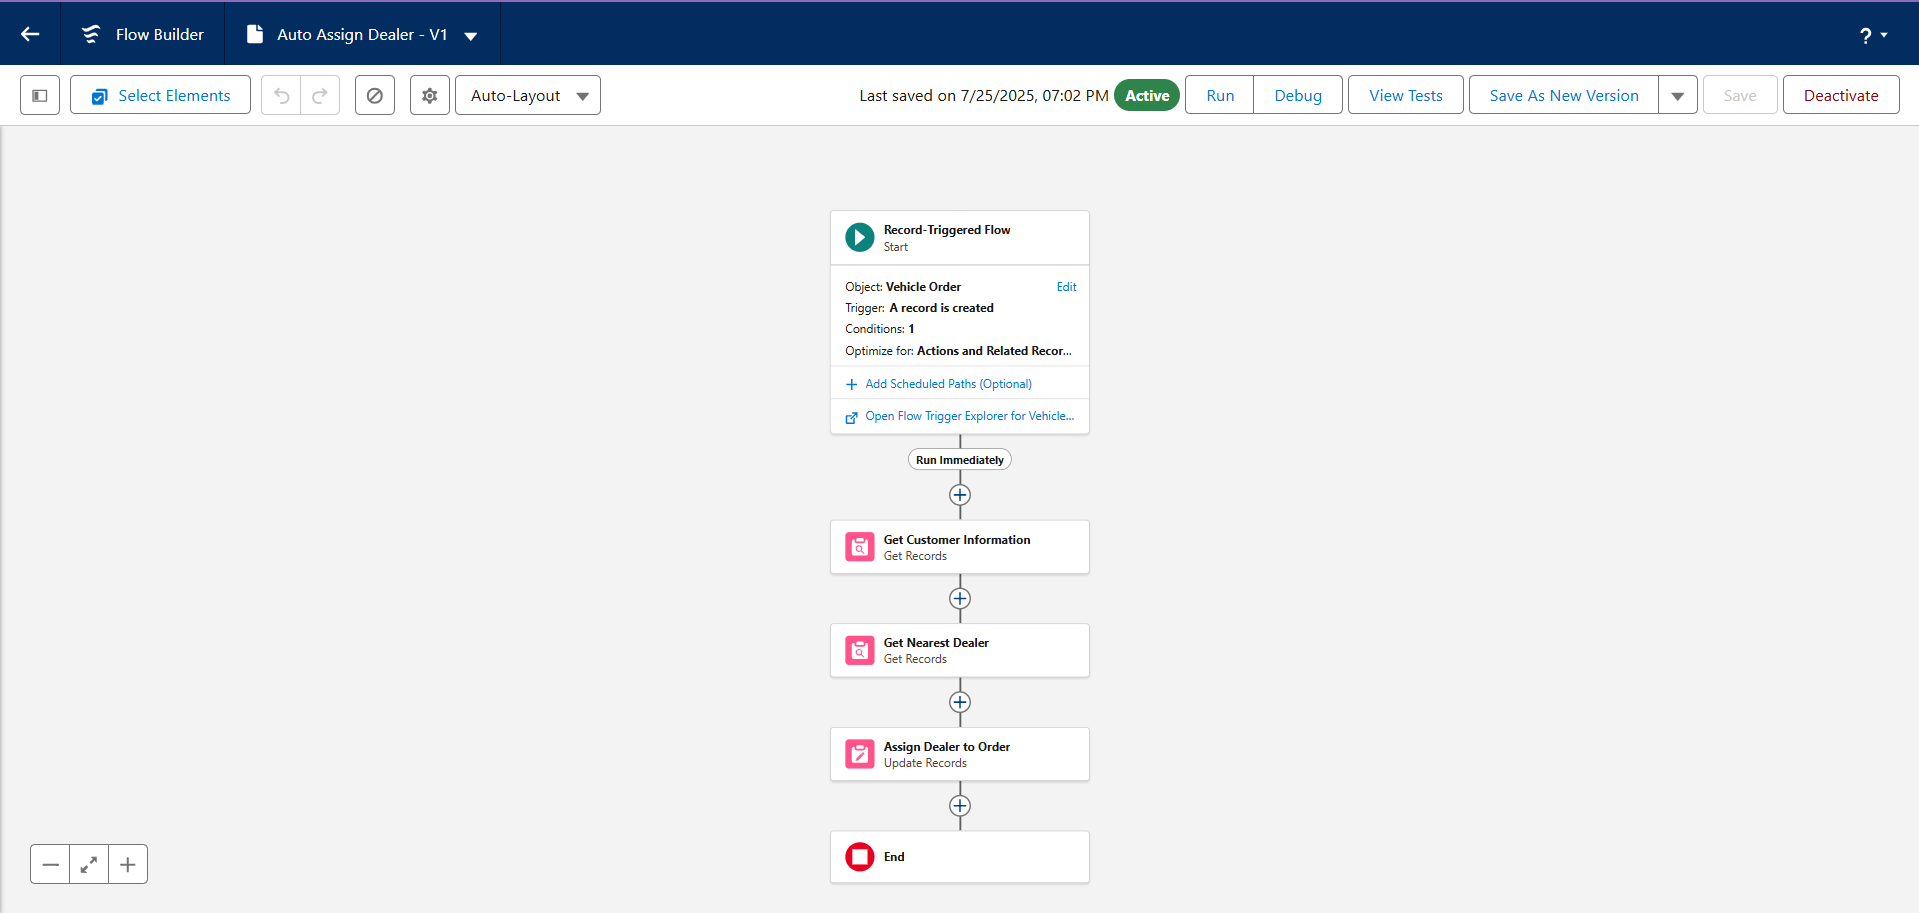 Flow Builder
Auto Assign Dealer - V1
?
Select Elements
Auto-Layout
Last saved on 7/25/2025, 07:02 PM
Active
Run
Debug
View Tests
Save As New Version
Save
Deactivate
Record-Triggered Flow
Start
Object: Vehicle Order
Edit
Trigger: A record is created
Conditions: 1
Optimize for: Actions and Related Recor...
Add Scheduled Paths (Optional)
Open Flow Trigger Explorer for Vehicle...
Run Immediately
Get Customer Information
Get Records
Get Nearest Dealer
Get Records
Assign Dealer to Order
Update Records
End